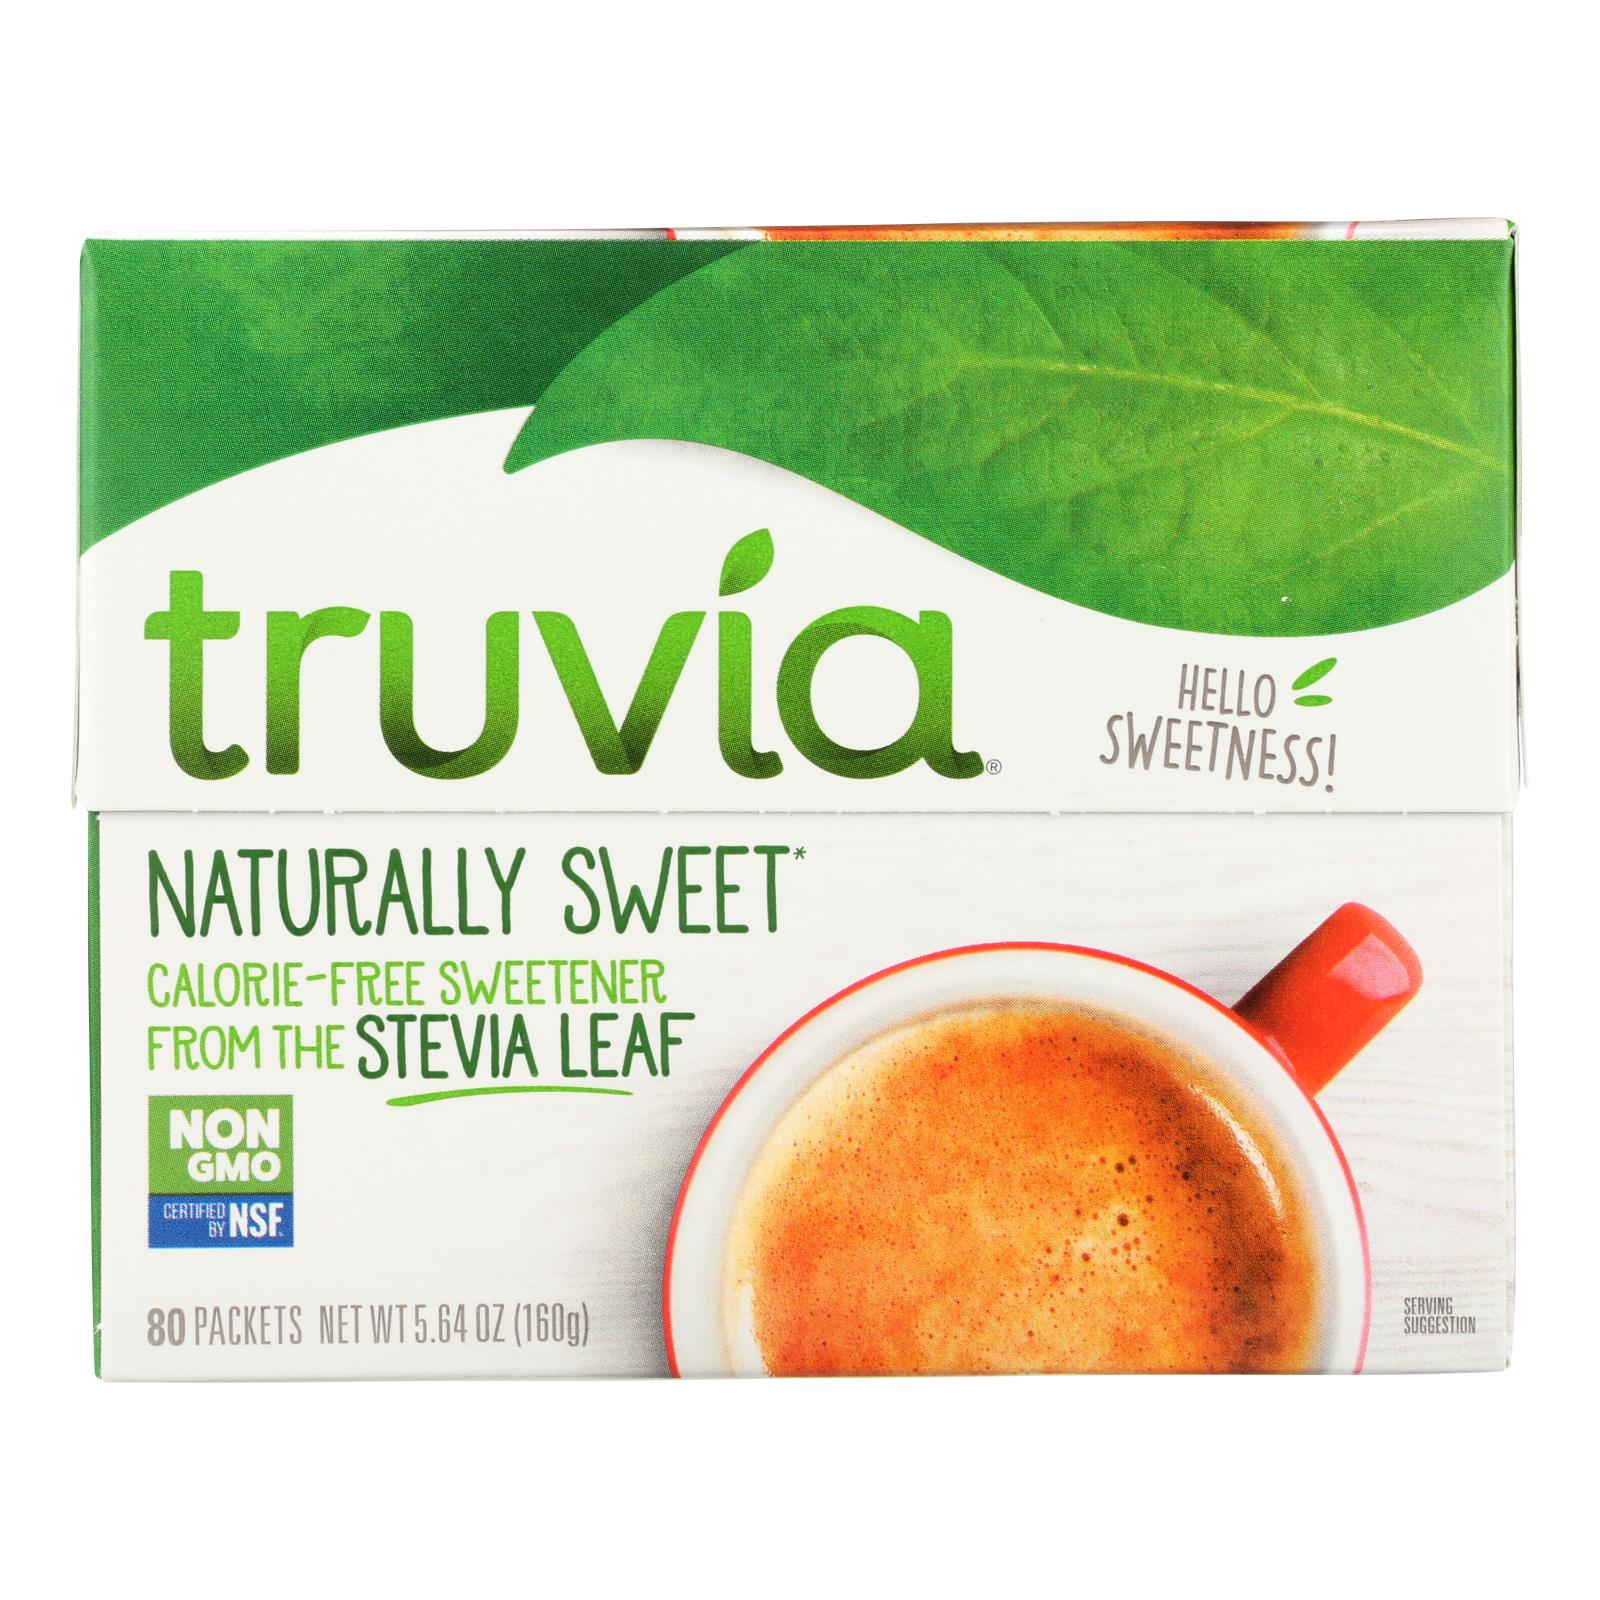 truvia®
HELLO
SWEETNESS!
NATURALLY SWEET*
CALORIE-FREE SWEETENER
FROM THE STEVIA LEAF
NON
GMO
CERTIFIED
BY NSF
80 PACKETS NET WT 5.64 OZ (160g)
SERVING
SUGGESTION